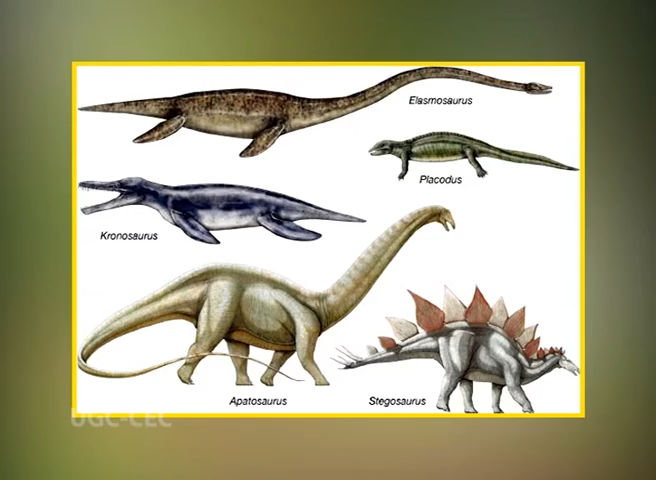 Elasmosaurus
Placodus
Kronosaurus
Apatosaurus
Stegosaurus
UGC-CEC